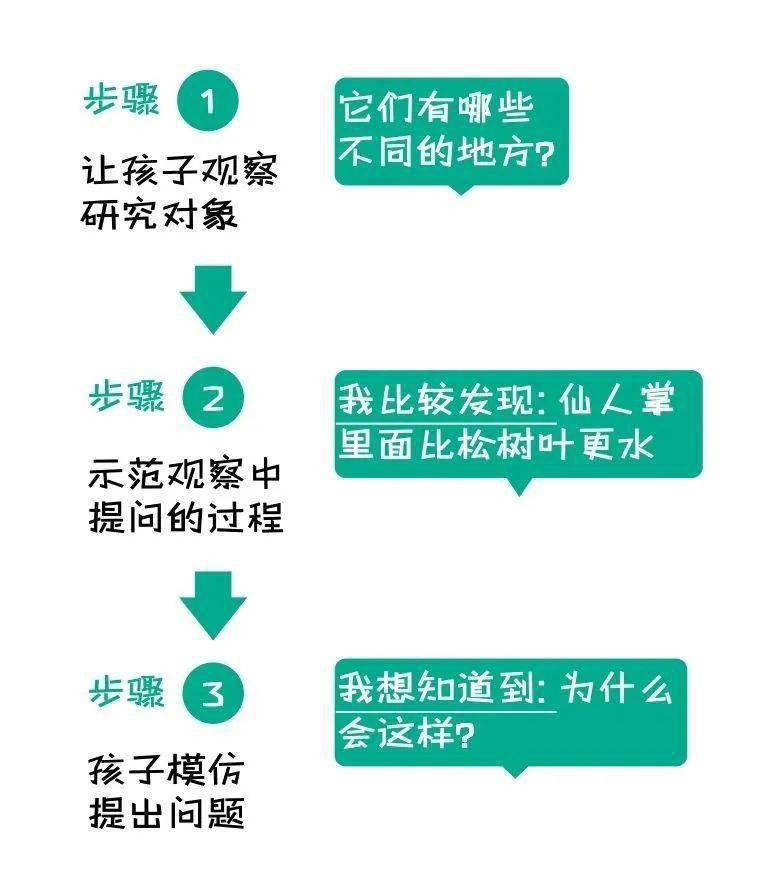 步骤 1
让孩子观察
研究对象
它们有哪些
不同的地方?
步骤 2
示范观察中
提问的过程
我比较发现: 仙人掌
里面比松树叶更水
步骤 3
孩子模仿
提出问题
我想知道到: 为什么
会这样?